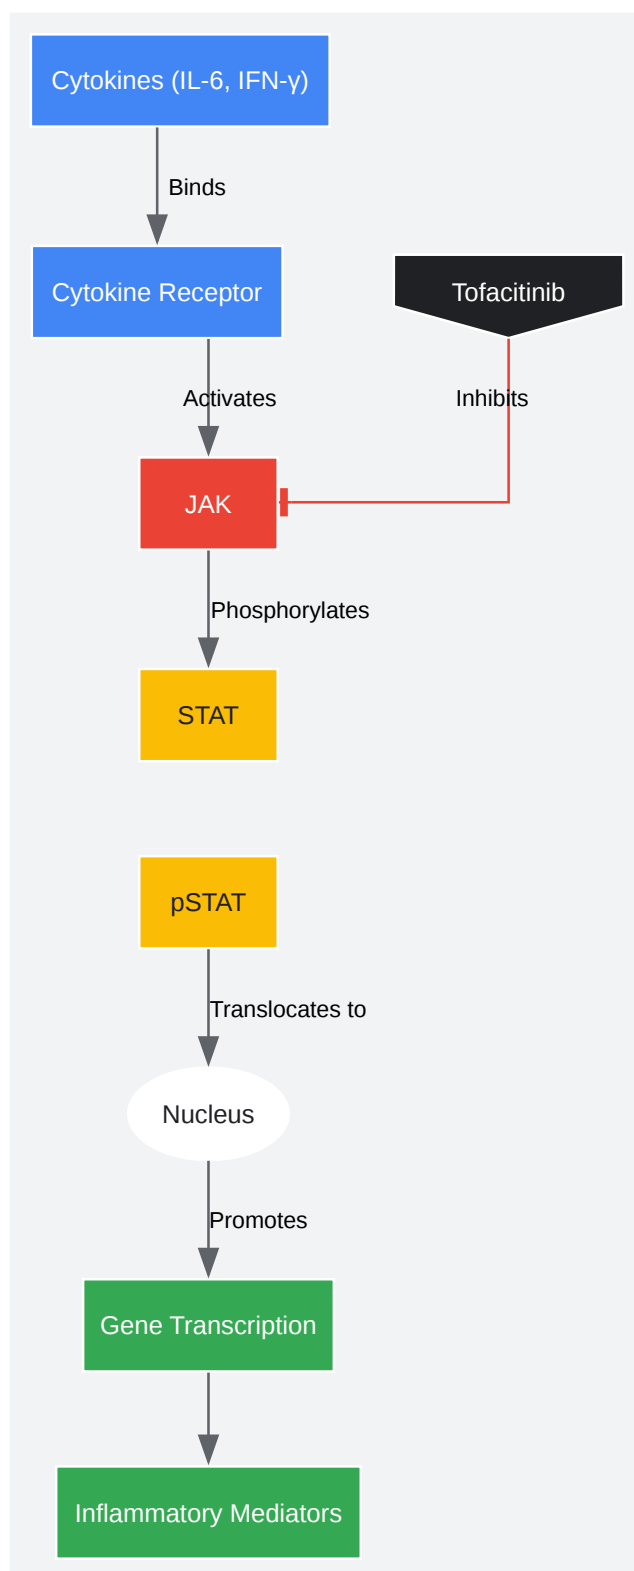 Cytokines (IL-6, IFN-γ)
Binds
Cytokine Receptor
Tofacitinib
Activates
Inhibits
JAK
Phosphorylates
STAT
pSTAT
Translocates to
Nucleus
Promotes
Gene Transcription
Inflammatory Mediators